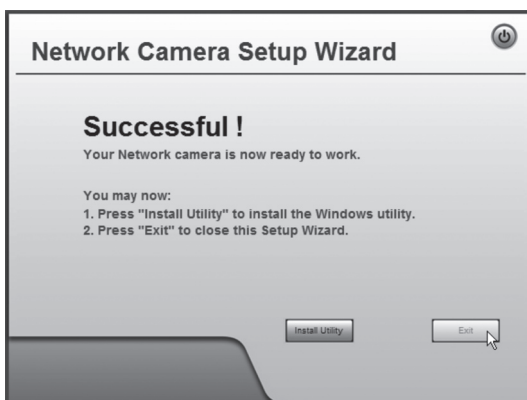 Network Camera Setup Wizard
Successful !
Your Network camera is now ready to work.
You may now:
1. Press "Install Utility" to install the Windows utility.
2. Press "Exit" to close this Setup Wizard.
Install Utility
Exit